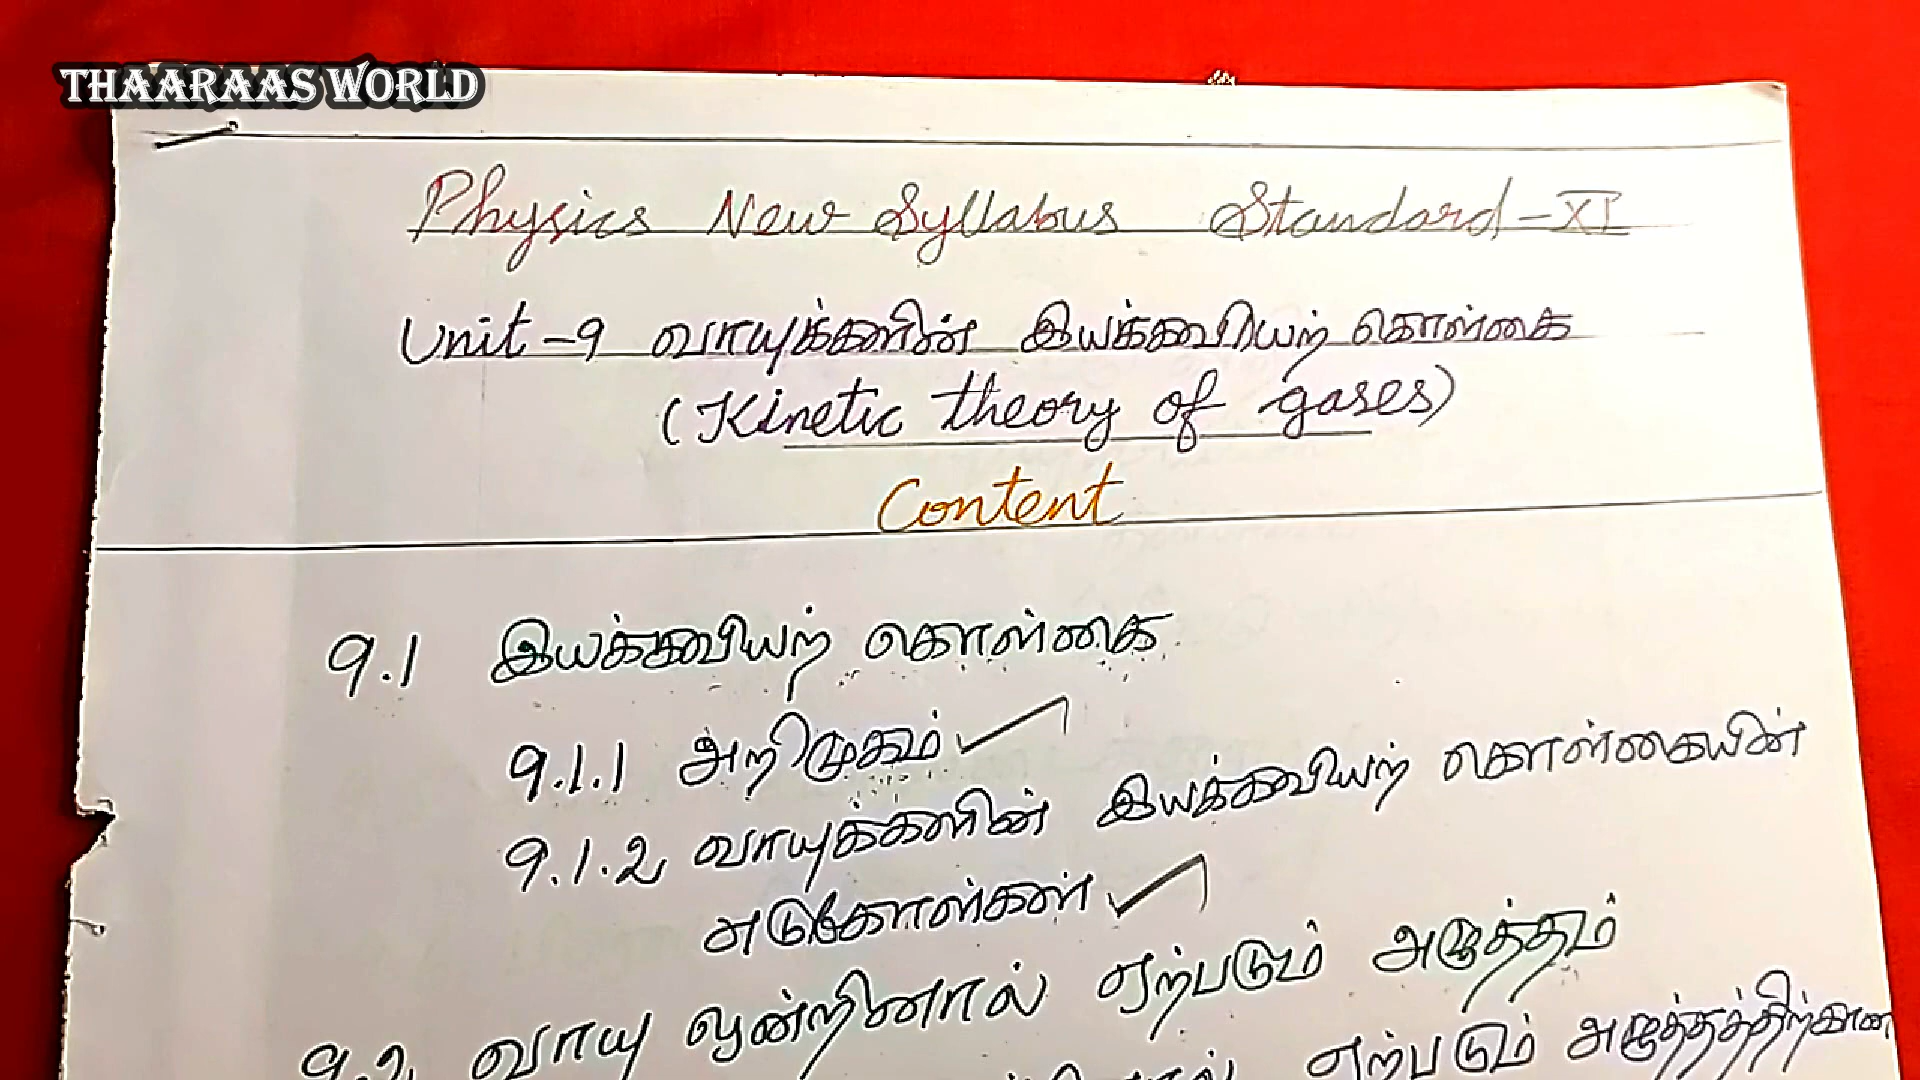 THAARAAS WORLD
Physics New Syllabus Standard-XI
Unit-9 வாயுக்களின் இயக்கவியற் கொள்கை
(Kinetic theory of gases)
Content
9.1 இயக்கவியற் கொள்கை
9.1.1 அறிமுகம்
9.1.2 வாயுக்களின் இயக்கவியற் கொள்கையின்
எடுகோள்கள்
9.2 வாயு ஒன்றினால் ஏற்படும் அழுத்தம்
ஏற்படும் அழுத்தத்திற்கான